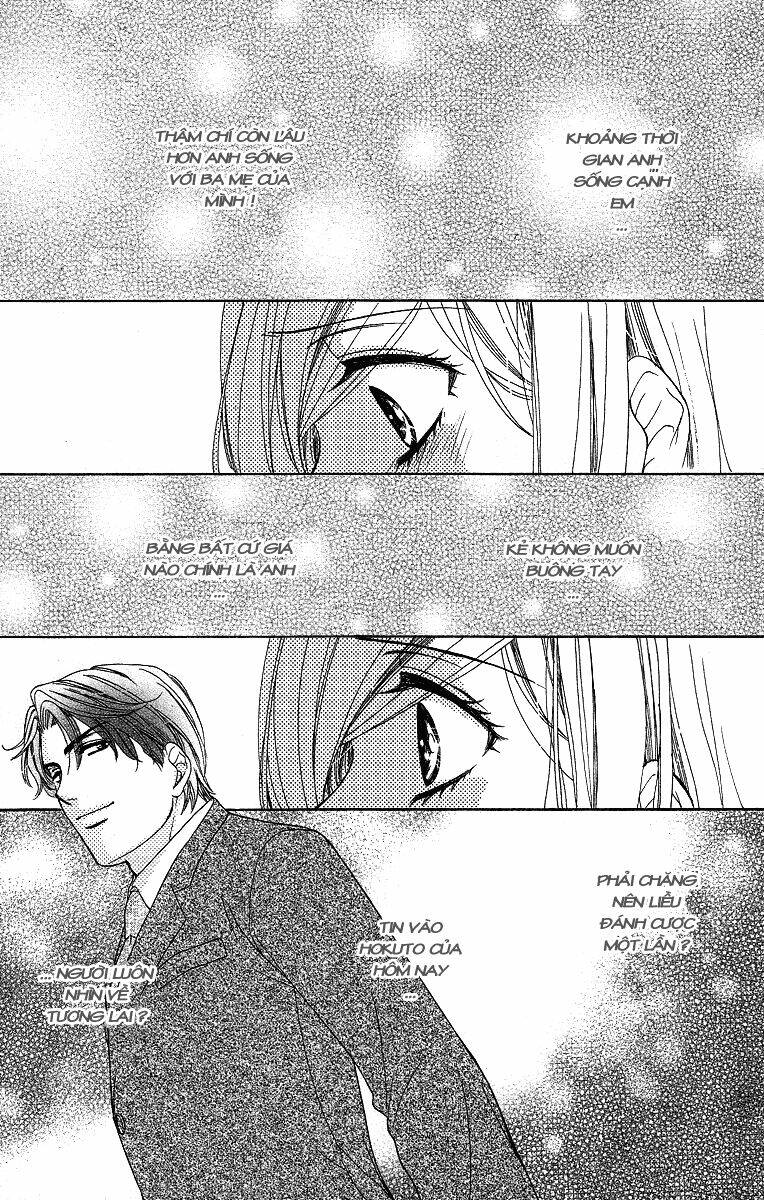 KHOẢNG THỜI
GIAN ANH
SỐNG CẠNH
EM
...
THẬM CHÍ CÒN LÂU
HƠN ANH SỐNG
VỚI BA MẸ CỦA
MÌNH !
KẺ KHÔNG MUỐN
BUÔNG TAY
...
BẰNG BẤT CỨ GIÁ
NÀO CHÍNH LÀ ANH
...
PHẢI CHĂNG
NÊN LIỀU
ĐÁNH CƯỢC
MỘT LẦN ?
TIN VÀO
HOKUTO CỦA
HÔM NAY
...
... NGƯỜI LUÔN
NHÌN VỀ
TƯƠNG LAI ?